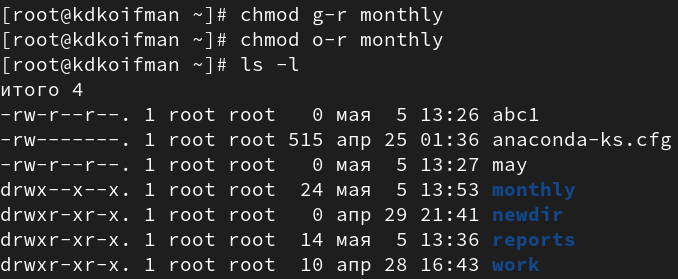 [root@kdkoifman ~]# chmod g-r monthly
[root@kdkoifman ~]# chmod o-r monthly
[root@kdkoifman ~]# ls -l
итого 4
-rw-r--r--. 1 root root   0 мая  5 13:26 abc1
-rw-------. 1 root root 515 апр 25 01:36 anaconda-ks.cfg
-rw-r--r--. 1 root root   0 мая  5 13:27 may
drwx--x--x. 1 root root  24 мая  5 13:53 monthly
drwxr-xr-x. 1 root root   0 апр 29 21:41 newdir
drwxr-xr-x. 1 root root  14 мая  5 13:36 reports
drwxr-xr-x. 1 root root  10 апр 28 16:43 work